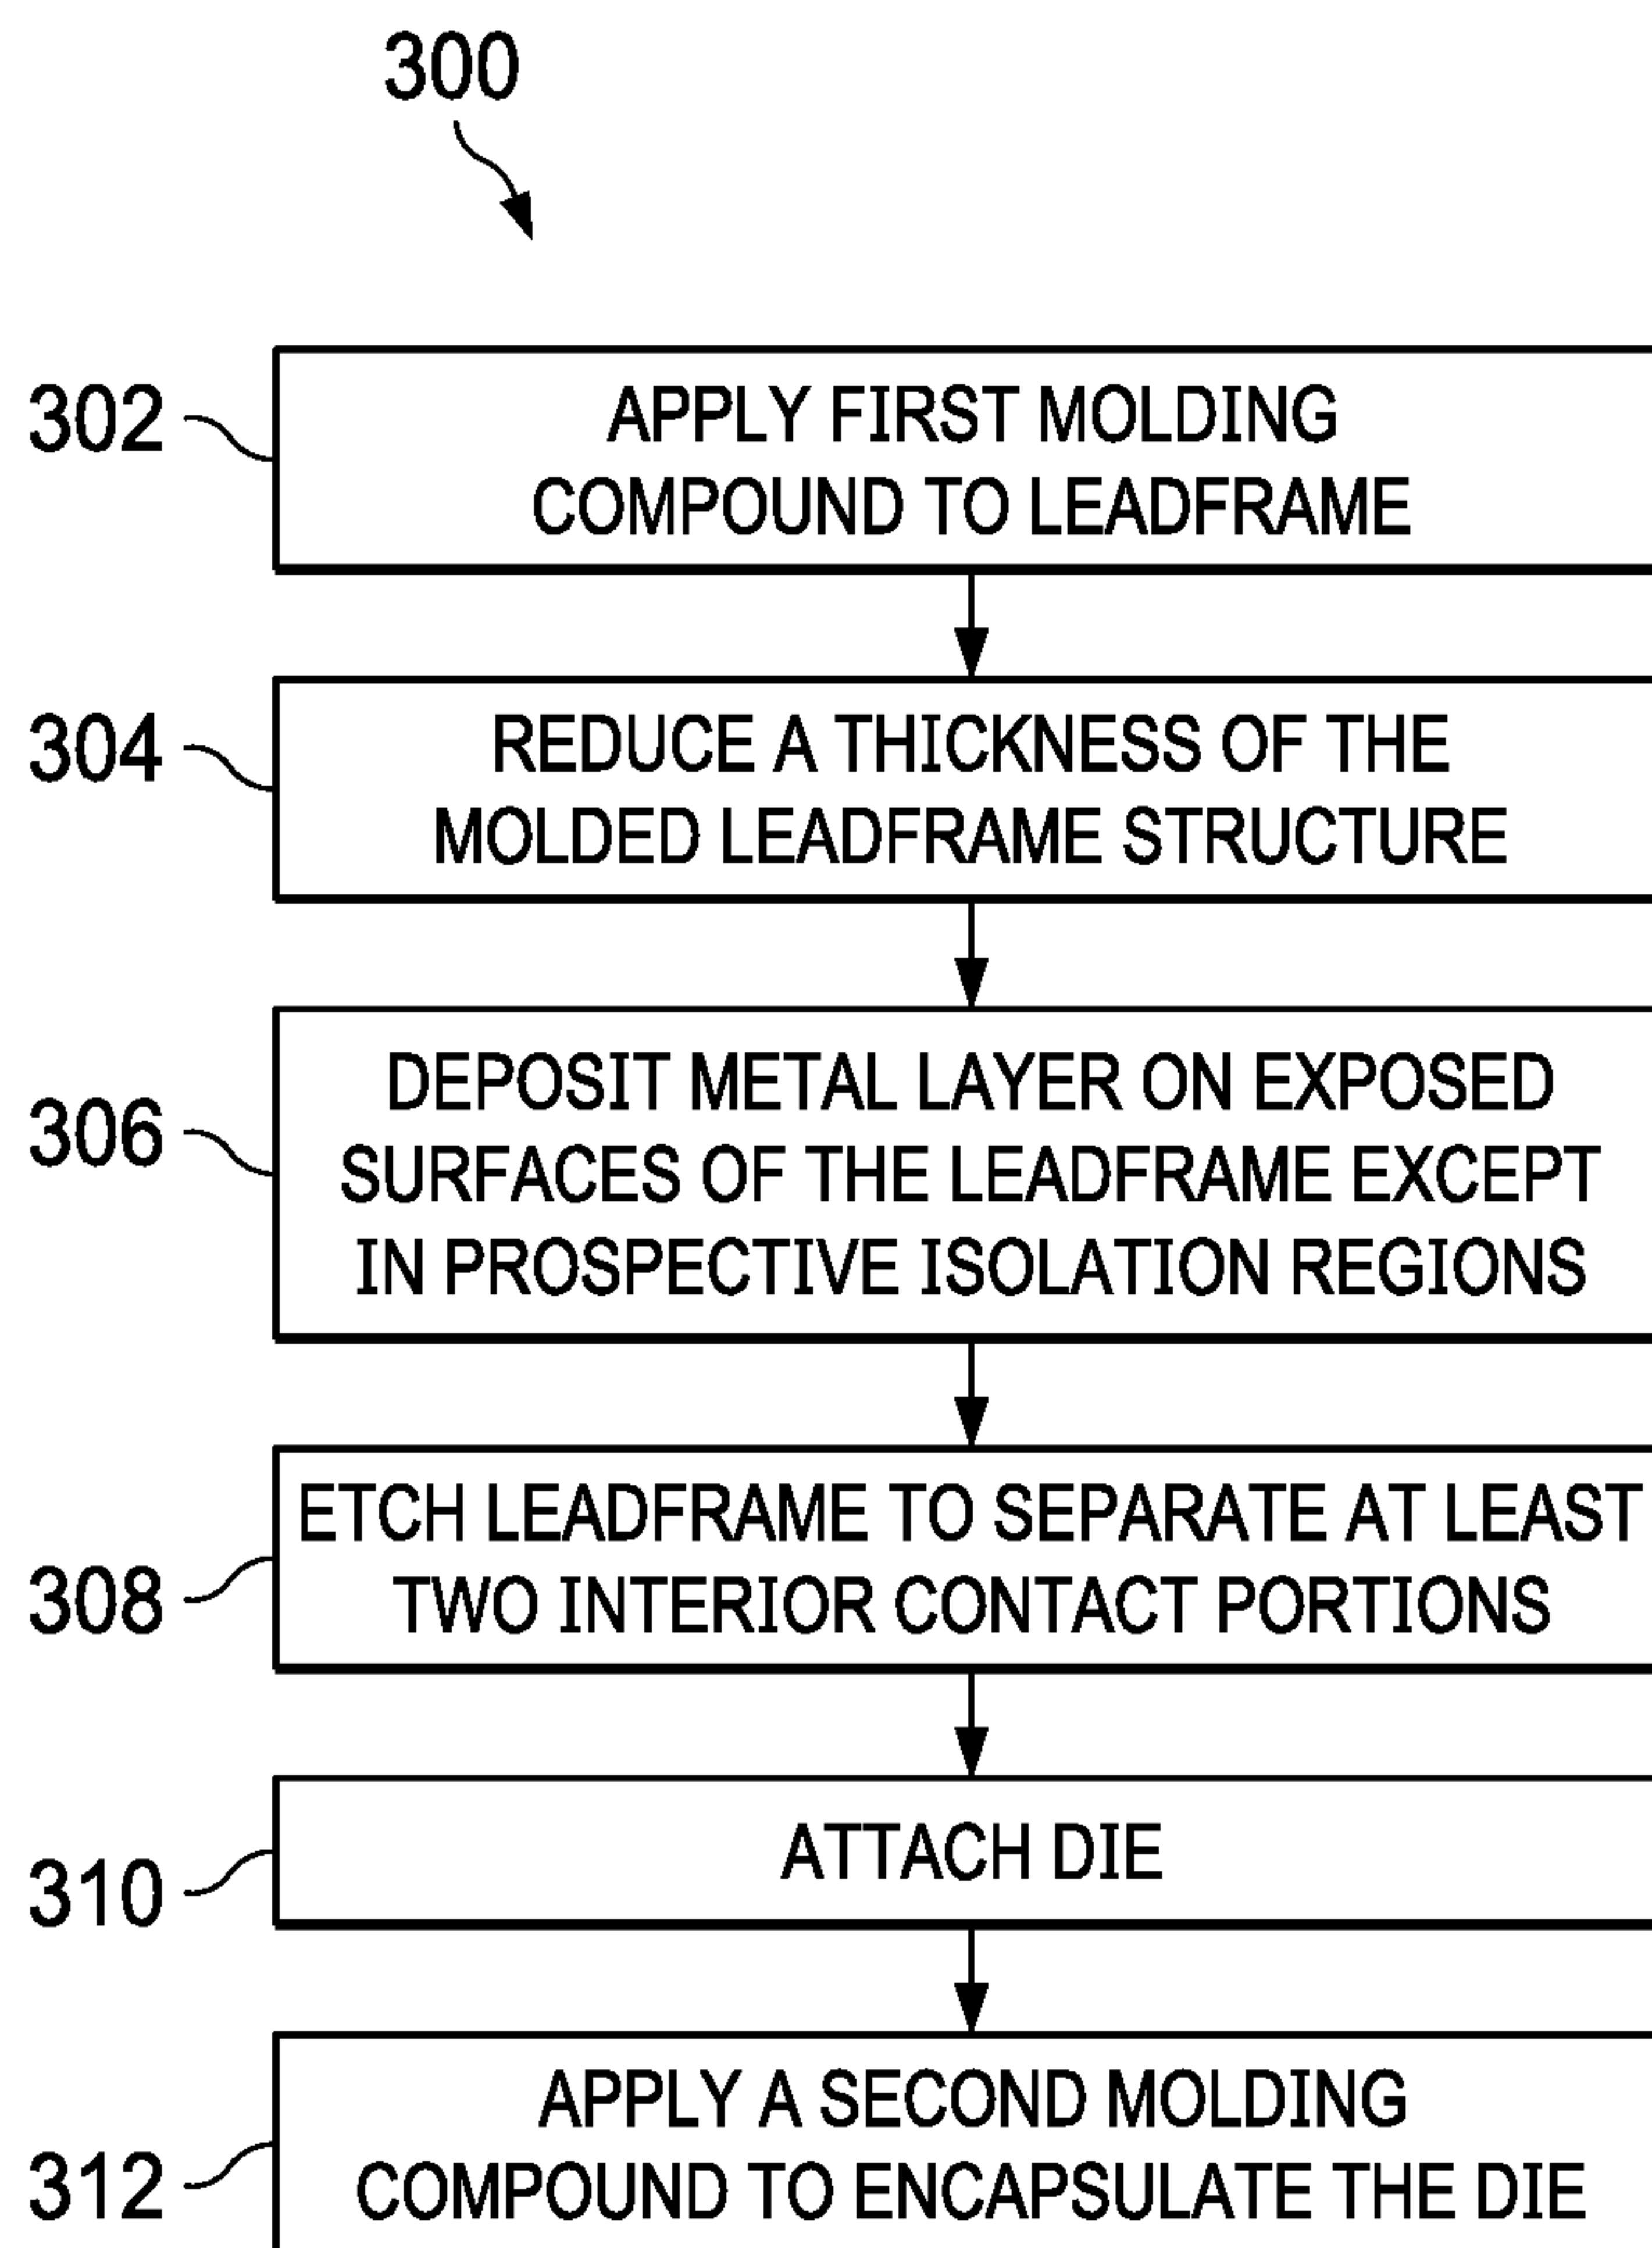 300
302
APPLY FIRST MOLDING
COMPOUND TO LEADFRAME
304
REDUCE A THICKNESS OF THE
MOLDED LEADFRAME STRUCTURE
306
DEPOSIT METAL LAYER ON EXPOSED
SURFACES OF THE LEADFRAME EXCEPT
IN PROSPECTIVE ISOLATION REGIONS
308
ETCH LEADFRAME TO SEPARATE AT LEAST
TWO INTERIOR CONTACT PORTIONS
310
ATTACH DIE
312
APPLY A SECOND MOLDING
COMPOUND TO ENCAPSULATE THE DIE